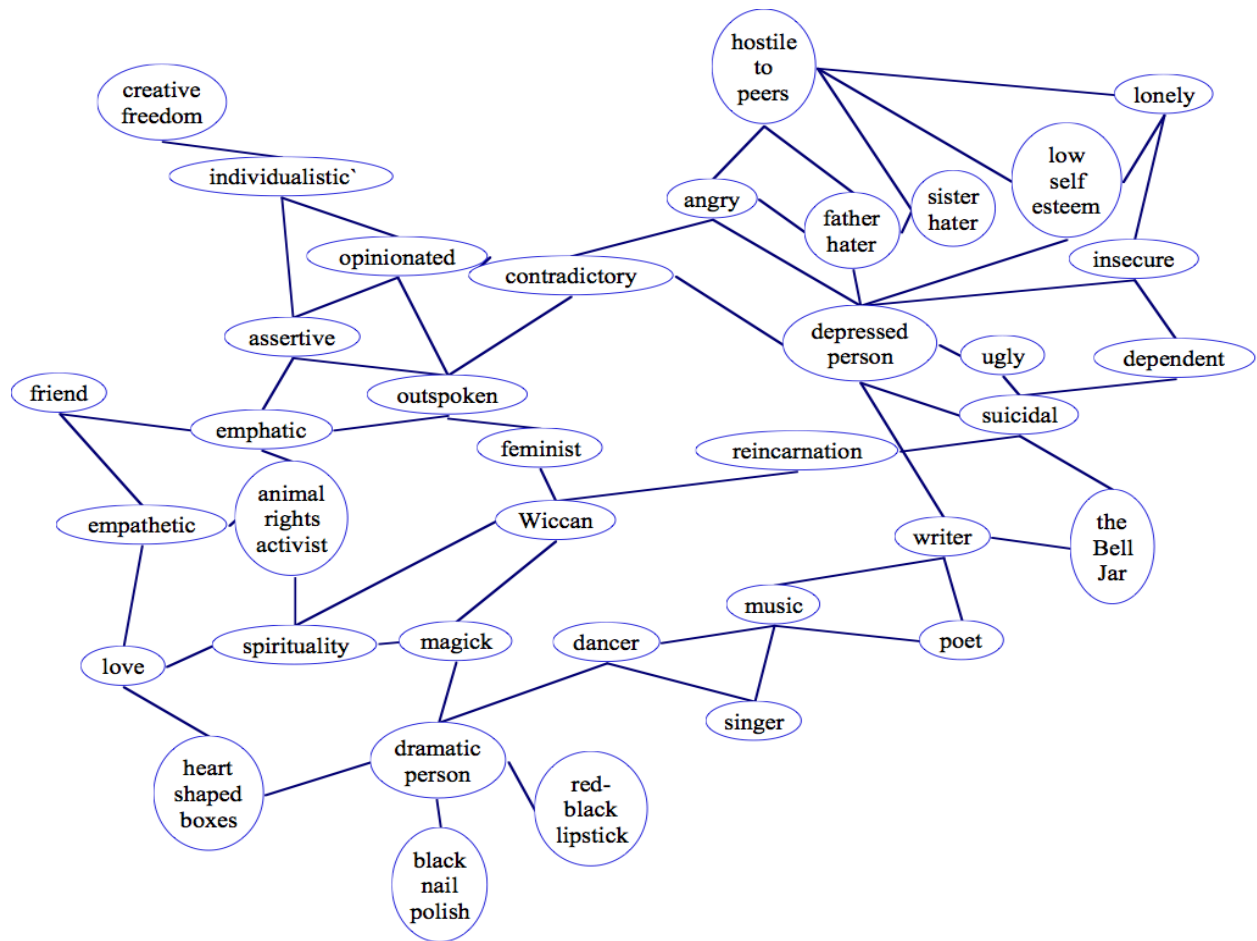 hostile
to
peers
creative
freedom
lonely
individualistic`
low
self
esteem
angry
father
hater
sister
hater
opinionated
contradictory
insecure
assertive
depressed
person
ugly
dependent
friend
outspoken
suicidal
emphatic
feminist
reincarnation
animal
rights
activist
empathetic
Wiccan
writer
the
Bell
Jar
music
spirituality
magick
dancer
poet
love
singer
dramatic
person
heart
shaped
boxes
red-
black
lipstick
black
nail
polish